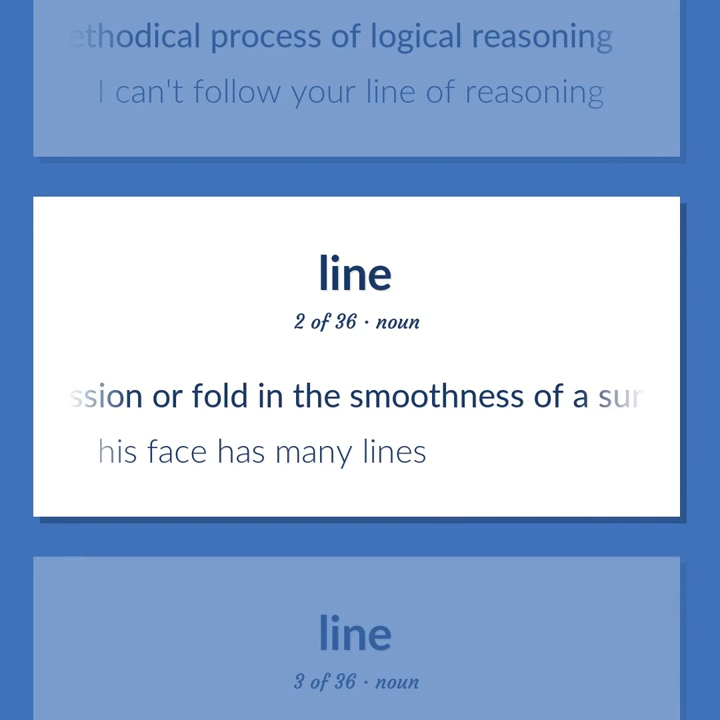 ethodical process of logical reasoning
I can't follow your line of reasoning
line
2 of 36 · noun
ssion or fold in the smoothness of a sur
his face has many lines
line
3 of 36 · noun